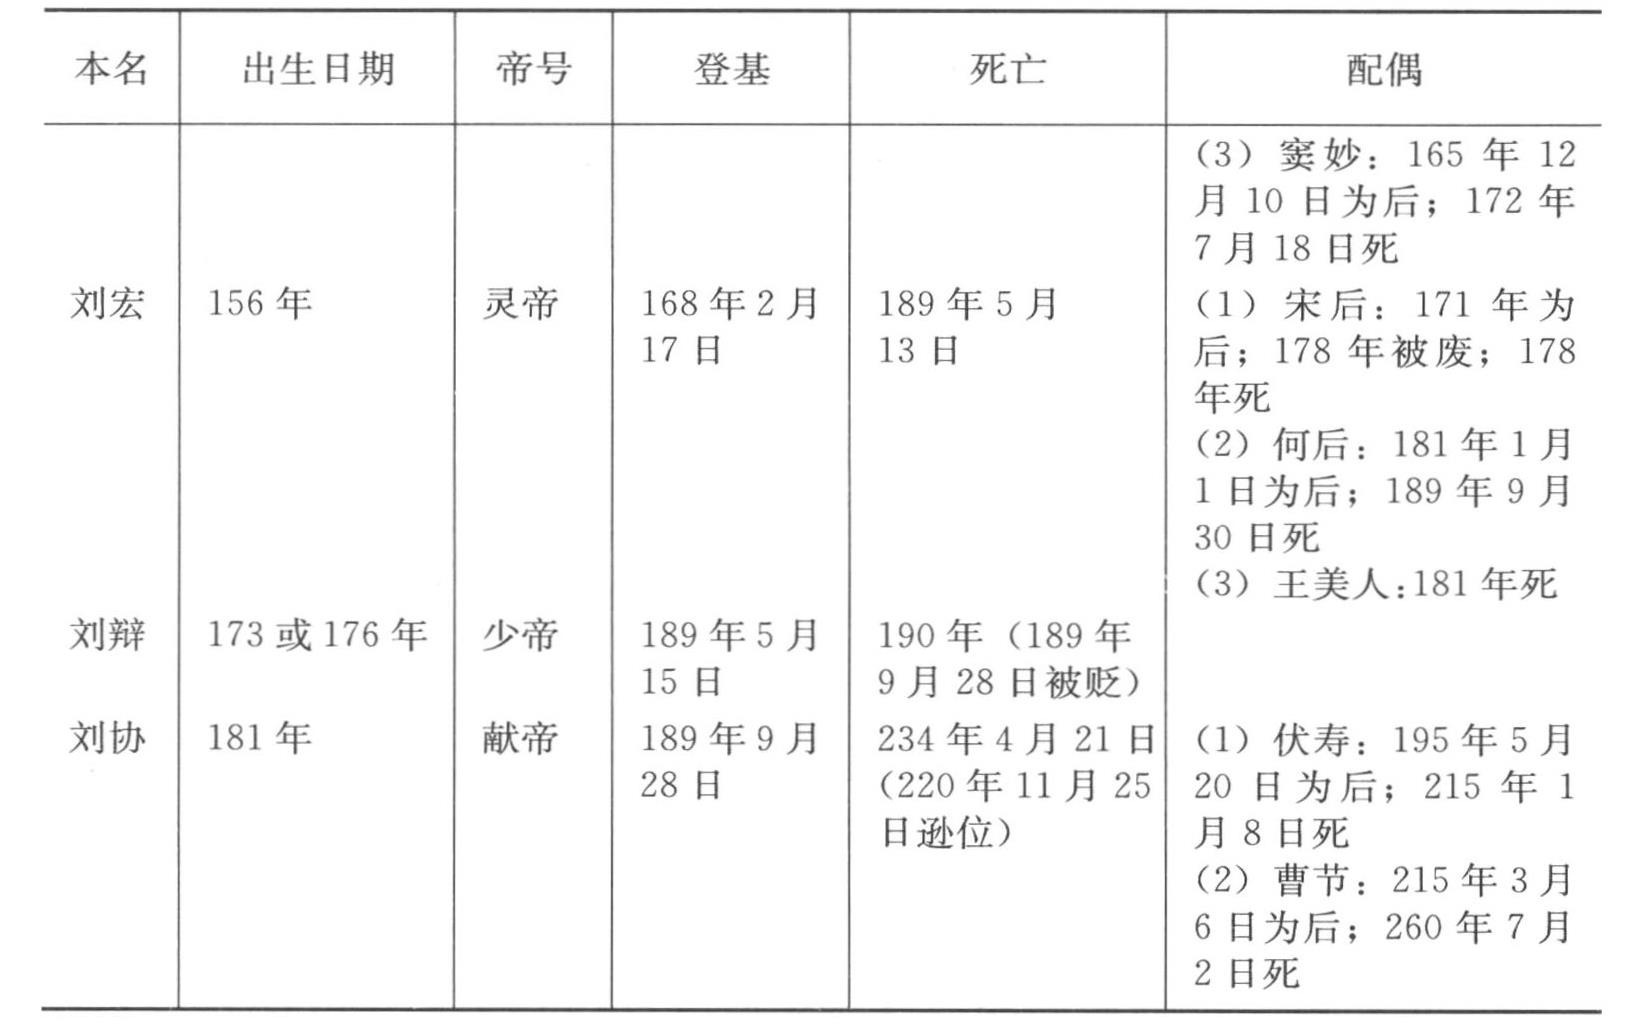 本名 出生日期 帝号 登基 死亡 配偶
(3) 窦妙：165 年 12
月 10 日为后；172 年
7 月 18 日死
刘宏 156 年 灵帝 168 年 2 月 189 年 5 月 (1) 宋后：171 年为
17 日 13 日 后；178 年被废；178
年死
(2) 何后：181 年 1 月
1 日为后；189 年 9 月
30 日死
(3) 王美人：181 年死
刘辩 173 或 176 年 少帝 189 年 5 月 190 年（189 年
15 日 9 月 28 日被贬）
刘协 181 年 献帝 189 年 9 月 234 年 4 月 21 日 (1) 伏寿：195 年 5 月
28 日 （220 年 11 月 25 20 日为后；215 年 1
日逊位） 月 8 日死
(2) 曹节：215 年 3 月
6 日为后；260 年 7 月
2 日死